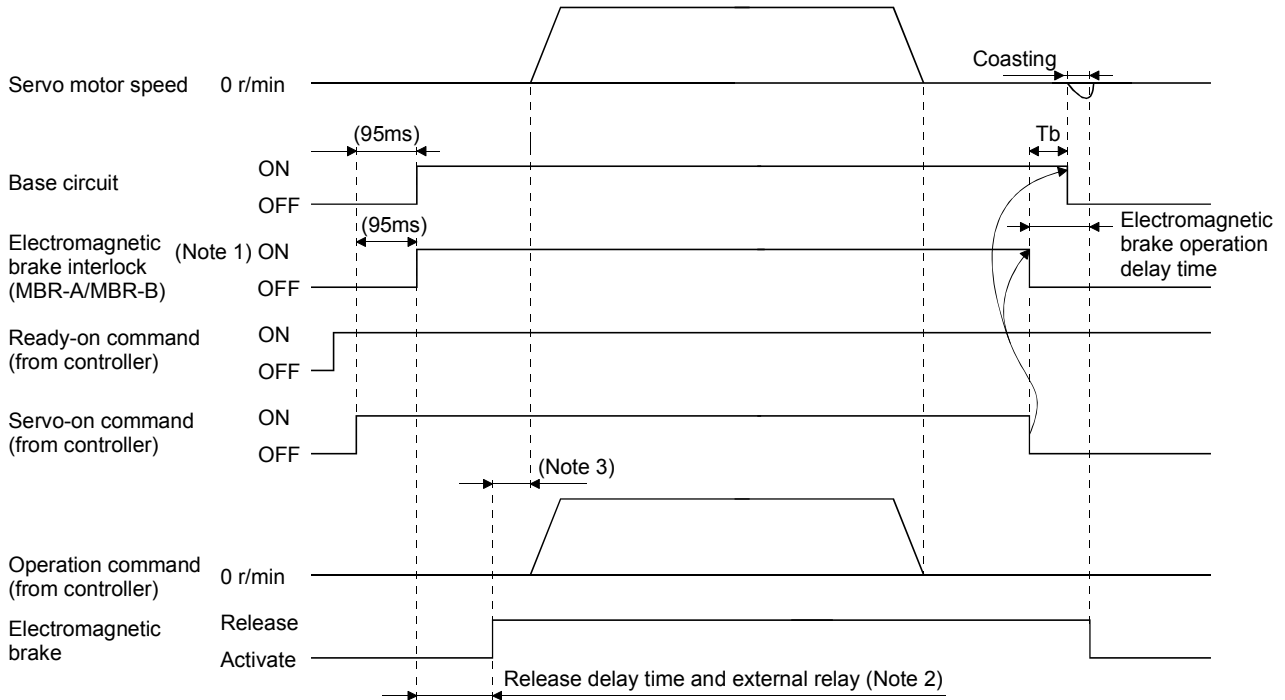 Coasting
Servo motor speed 0 r/min
(95ms)
Tb
ON
Base circuit
OFF
(95ms)
Electromagnetic
brake operation
delay time
Electromagnetic
brake interlock
(MBR-A/MBR-B)
(Note 1) ON
OFF
Ready-on command
(from controller)
ON
OFF
Servo-on command
(from controller)
ON
OFF
(Note 3)
Operation command
(from controller)
0 r/min
Electromagnetic
brake
Release
Activate
Release delay time and external relay (Note 2)